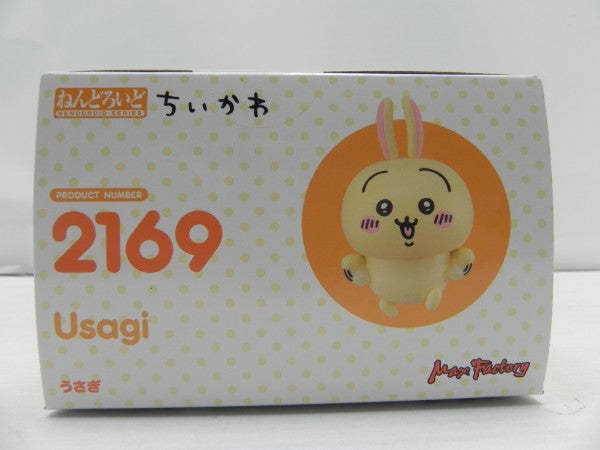 ねんどろいど
NENDOROID SERIES
ちいかわ
PRODUCT NUMBER
2169
Usagi
うさぎ
Max Factory